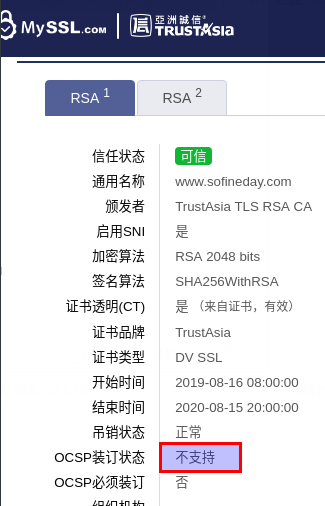 MySSL.com 亞洲誠信® TRUSTASIA
RSA 1 RSA 2
信任状态 可信
通用名称 www.sofineday.com
颁发者 TrustAsia TLS RSA CA
启用SNI 是
加密算法 RSA 2048 bits
签名算法 SHA256WithRSA
证书透明(CT) 是 （来自证书，有效）
证书品牌 TrustAsia
证书类型 DV SSL
开始时间 2019-08-16 08:00:00
结束时间 2020-08-15 20:00:00
吊销状态 正常
OCSP装订状态 不支持
OCSP必须装订 否
组织机构